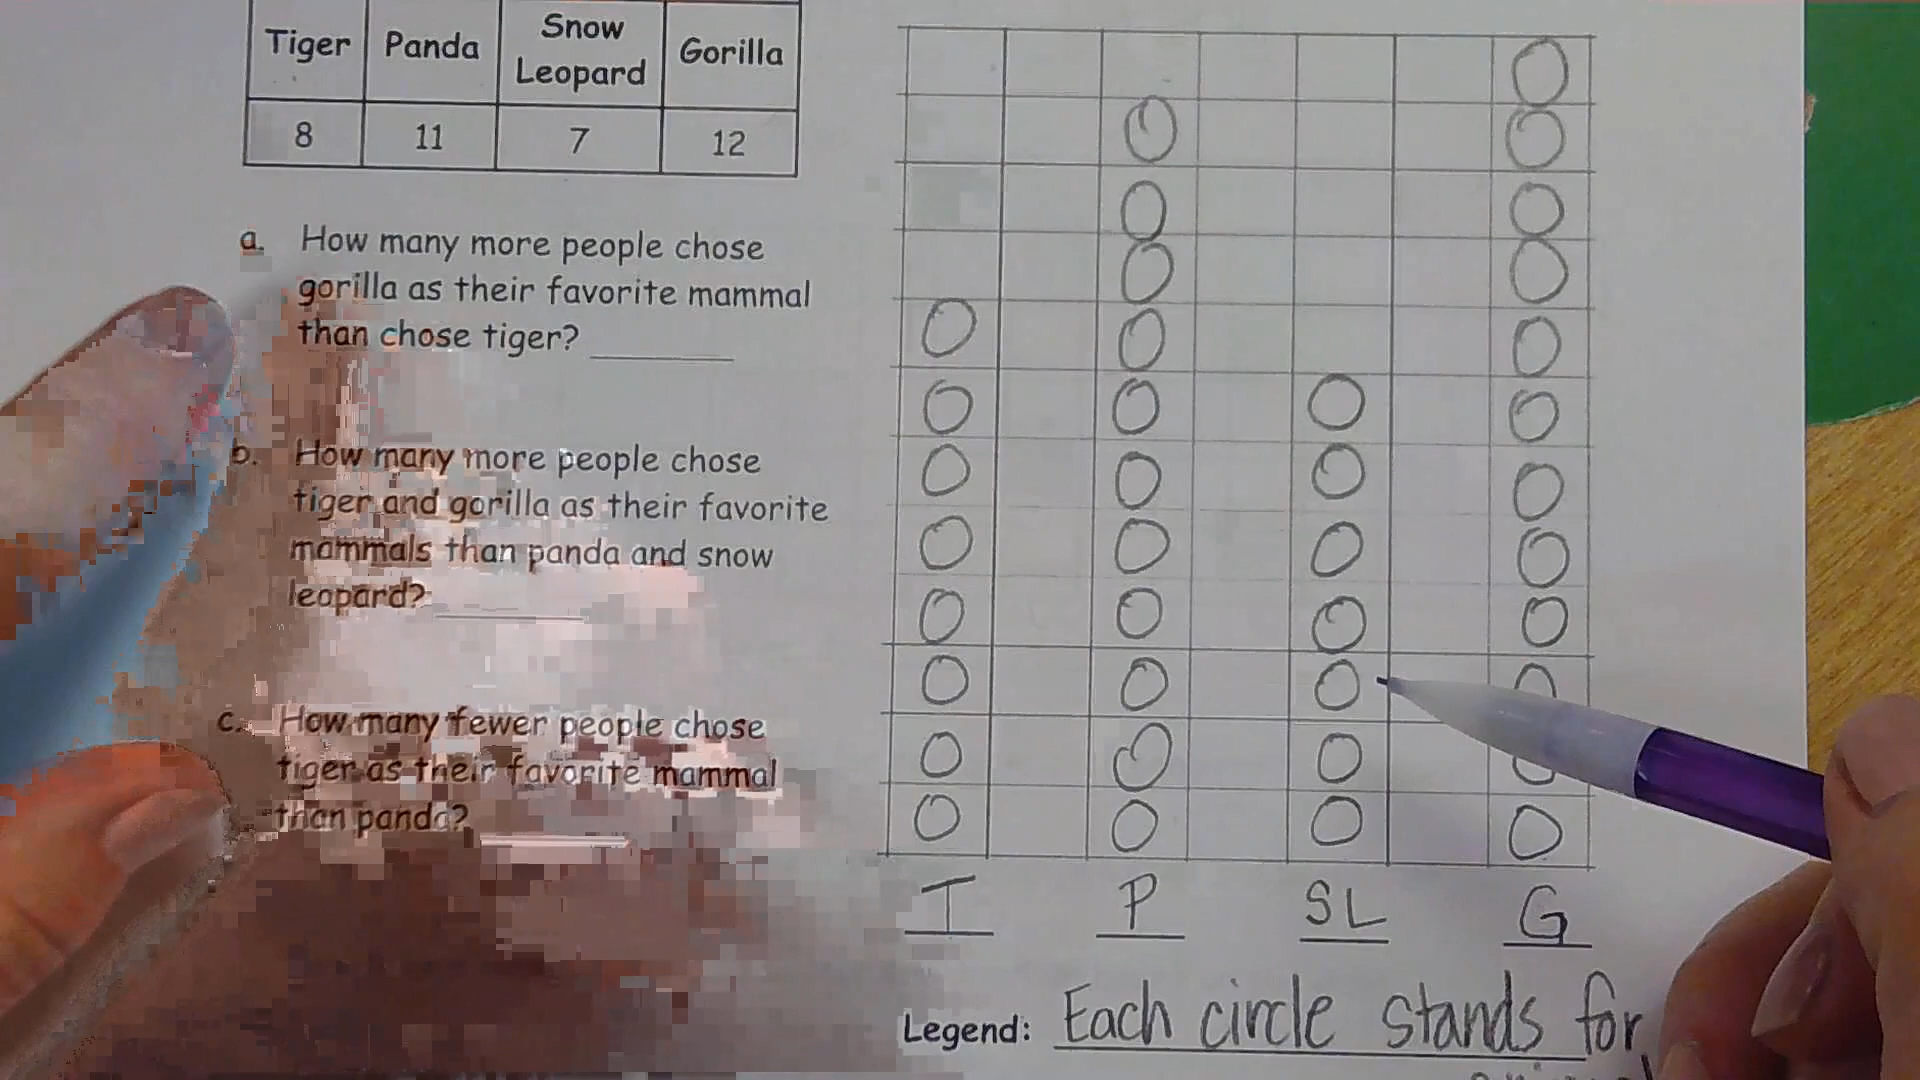 Tiger Panda Snow Leopard Gorilla
8 11 7 12
a. How many more people chose
gorilla as their favorite mammal
than chose tiger?
b. How many more people chose
tiger and gorilla as their favorite
mammals than panda and snow
leopard?
c. How many fewer people chose
tiger as their favorite mammal
than panda?
T P SL G
Legend: Each circle stands for